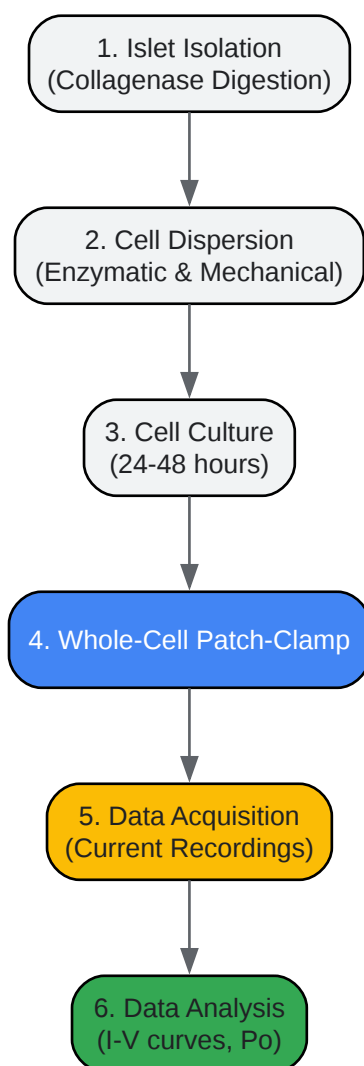 1. Islet Isolation
(Collagenase Digestion)
2. Cell Dispersion
(Enzymatic & Mechanical)
3. Cell Culture
(24-48 hours)
4. Whole-Cell Patch-Clamp
5. Data Acquisition
(Current Recordings)
6. Data Analysis
(I-V curves, Po)